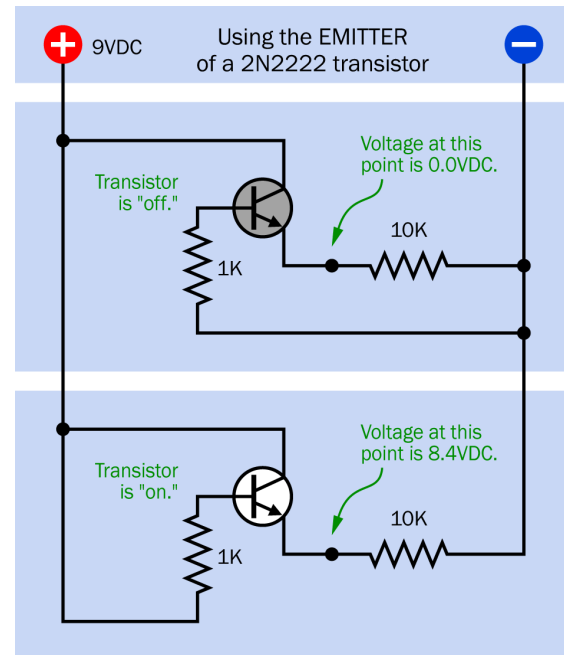 9VDC
Using the EMITTER
of a 2N2222 transistor
Voltage at this
point is 0.0VDC.
Transistor
is "off."
10K
1K
Voltage at this
point is 8.4VDC.
Transistor
is "on."
10K
1K